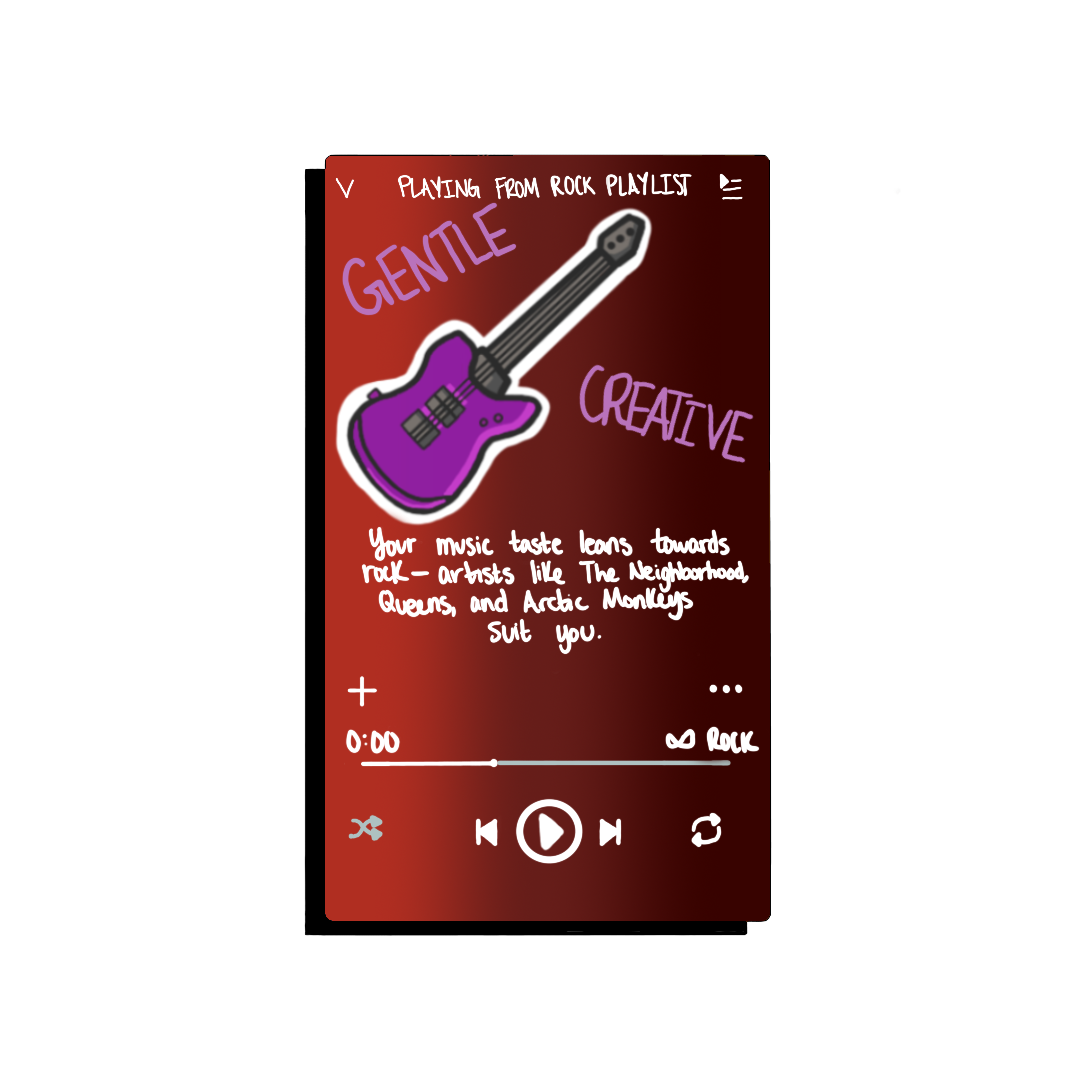 PLAYING FROM ROCK PLAYLIST
GENTLE
CREATIVE
Your music taste leans towards
rock- artists like The Neighborhood,
Queens, and Arctic Monkeys
suit you.
0:00
∞ ROCK